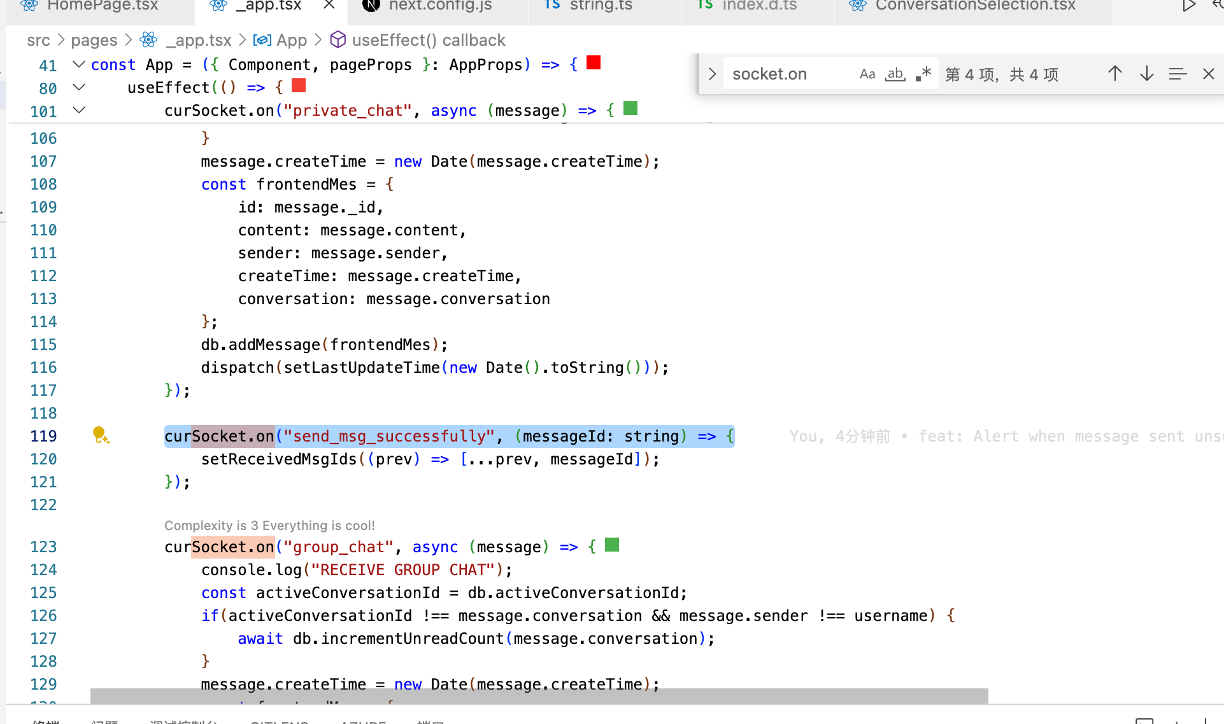 HomePage.tsx _app.tsx × N next.config.js TS string.ts TS index.d.ts ConversationSelection.tsx
src > pages > _app.tsx > App > useEffect() callback
41 const App = ({ Component, pageProps }: AppProps) => {
80 useEffect(() => {
101 curSocket.on("private_chat", async (message) => {
socket.on Aa ab .* 第 4 项，共 4 项
106 }
107 message.createTime = new Date(message.createTime);
108 const frontendMes = {
109 id: message._id,
110 content: message.content,
111 sender: message.sender,
112 createTime: message.createTime,
113 conversation: message.conversation
114 };
115 db.addMessage(frontendMes);
116 dispatch(setLastUpdateTime(new Date().toString()));
117 });
118
119 curSocket.on("send_msg_successfully", (messageId: string) => { You, 4分钟前 • feat: Alert when message sent unsu
120 setReceivedMsgIds((prev) => [...prev, messageId]);
121 });
122
Complexity is 3 Everything is cool!
123 curSocket.on("group_chat", async (message) => {
124 console.log("RECEIVE GROUP CHAT");
125 const activeConversationId = db.activeConversationId;
126 if(activeConversationId !== message.conversation && message.sender !== username) {
127 await db.incrementUnreadCount(message.conversation);
128 }
129 message.createTime = new Date(message.createTime);